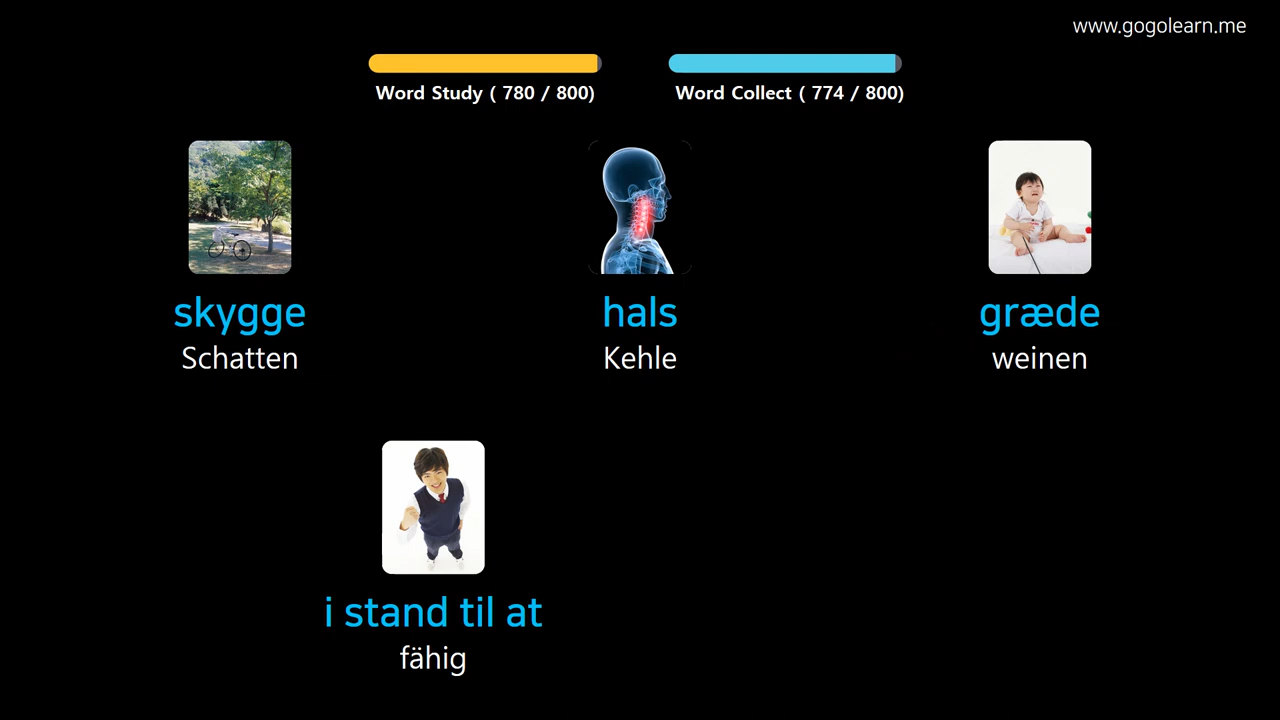 www.gogolearn.me
Word Study ( 780 / 800)
Word Collect ( 774 / 800)
skygge
Schatten
hals
Kehle
græde
weinen
i stand til at
fähig